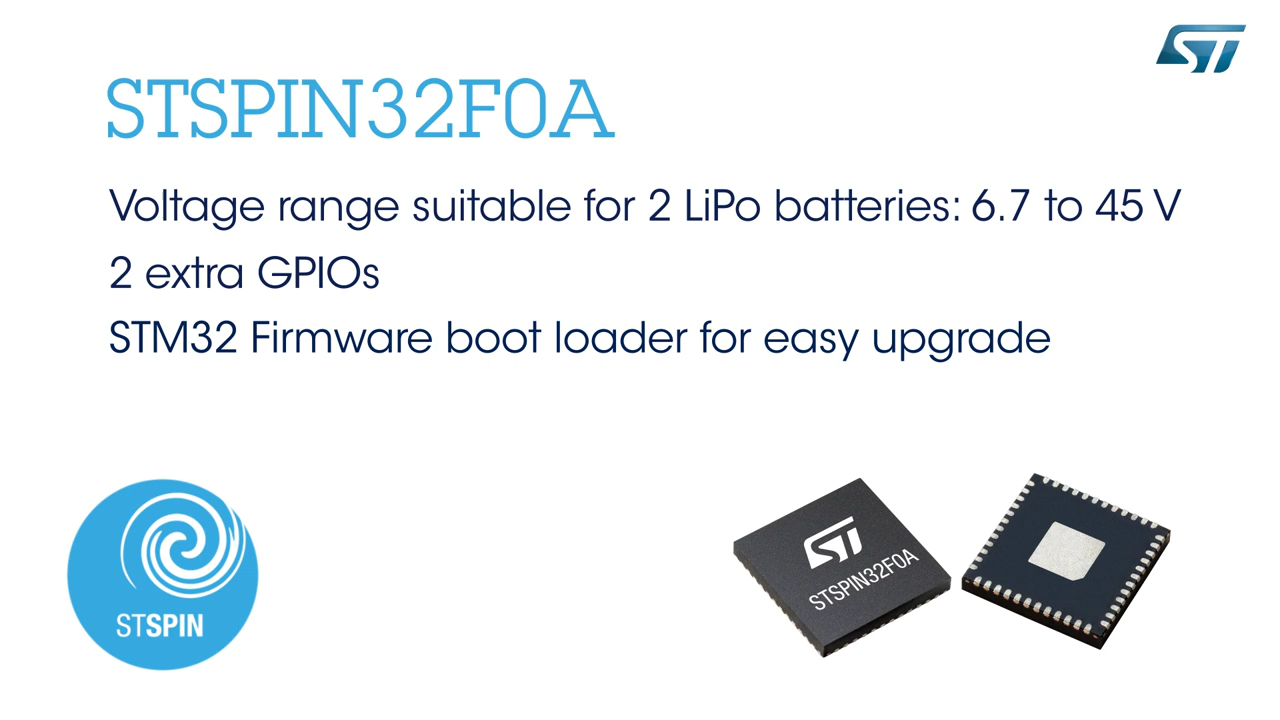 ST
STSPIN32F0A
Voltage range suitable for 2 LiPo batteries: 6.7 to 45 V
2 extra GPIOs
STM32 Firmware boot loader for easy upgrade
STSPIN
ST
STSPIN32F0A